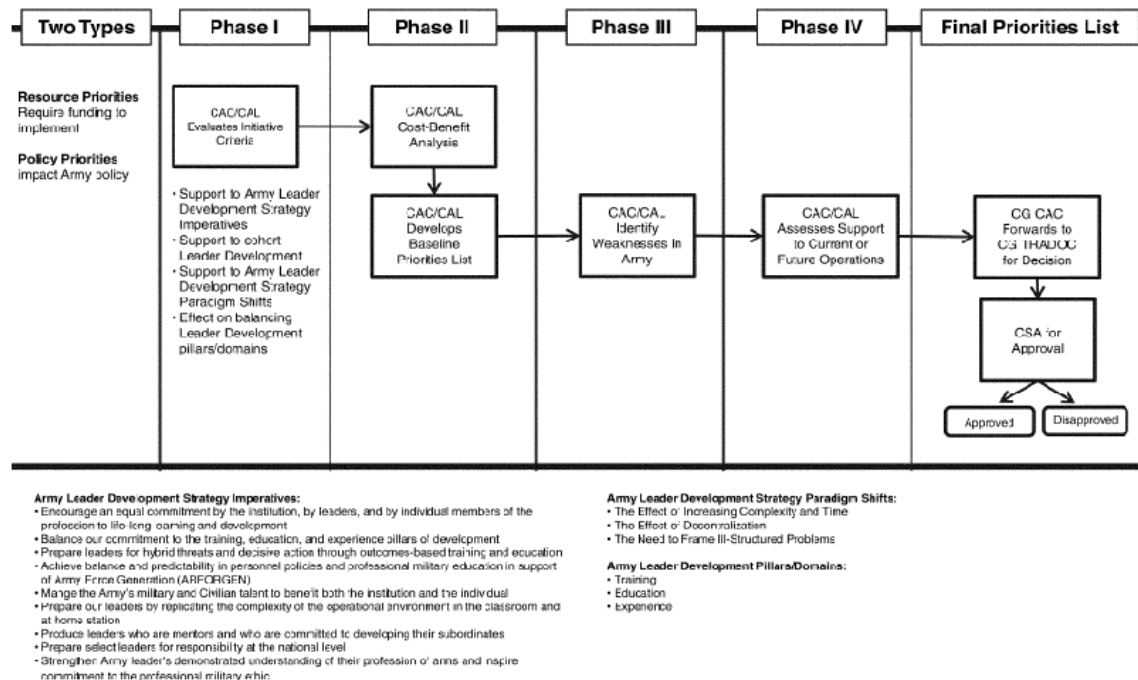 Two Types
Phase I
Phase II
Phase III
Phase IV
Final Priorities List
Resource Priorities
Require funding to
implement
Policy Priorities
impact Army policy
CAC/CAL
Evaluates Initiative
Criteria
• Support to Army Leader
Development Strategy
Imperatives
• Support to cohort
Leader Development
• Support to Army Leader
Development Strategy
Paradigm Shifts
• Effect on balancing
Leader Development
pillars/domains
CAC/CAL
Cost-Benefit
Analysis
CAC/CAL
Develops
Baseline
Priorities List
CAC/CAL
Identify
Weaknesses In
Army
CAC/CAL
Assesses Support
to Current or
Future Operations
CG CAC
Forwards to
CG TRADOC
for Decision
CSA for
Approval
Approved
Disapproved
Army Leader Development Strategy Imperatives:
• Encourage an equal commitment by the institution, by leaders, and by individual members of the
profession to life-long learning and development
• Balance our commitment to the training, education, and experience pillars of development
• Prepare leaders for hybrid threats and decisive action through outcomes-based training and education
• Achieve balance and predictability in personnel policies and professional military education in support
of Army Force Generation (ARFORGEN)
• Mange the Army's military and Civilian talent to benefit both the institution and the individual
• Prepare our leaders by replicating the complexity of the operational environment in the classroom and
at home station
• Produce leaders who are mentors and who are committed to developing their subordinates
• Prepare select leaders for responsibility at the national level
• Strengthen Army leader's demonstrated understanding of their profession of arms and inspire
commitment to the professional military ethic
Army Leader Development Strategy Paradigm Shifts:
• The Effect of Increasing Complexity and Time
• The Effect of Decentralization
• The Need to Frame Ill-Structured Problems
Army Leader Development Pillars/Domains:
• Training
• Education
• Experience